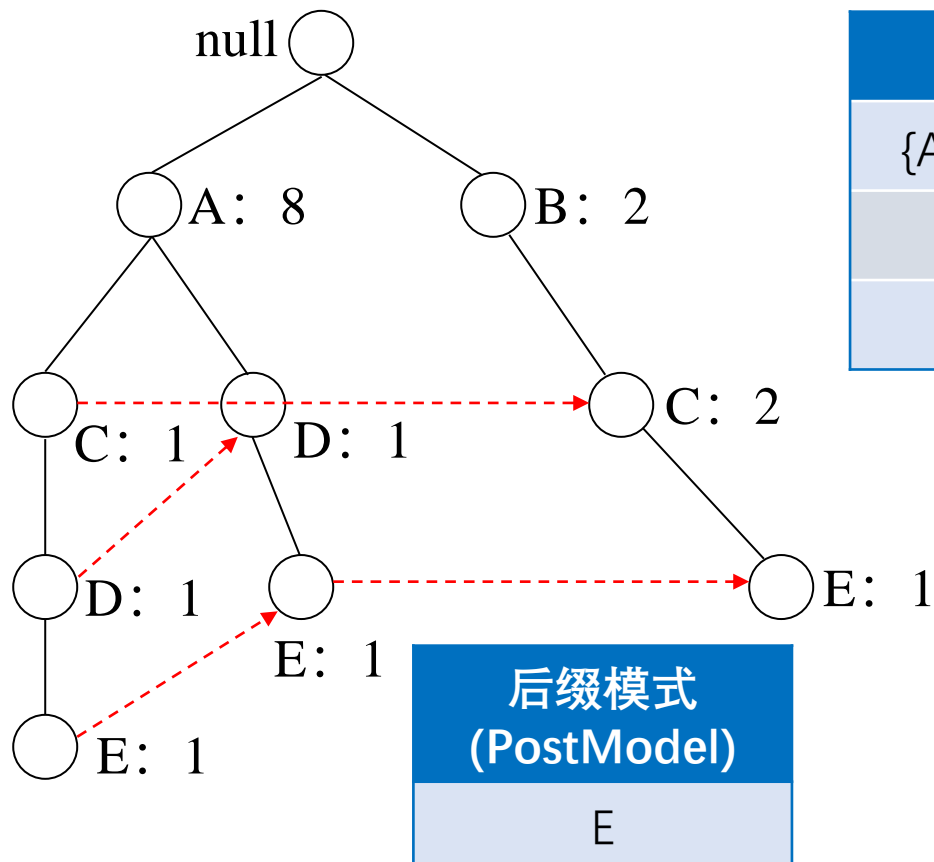 null
{A
A: 8
B: 2
C: 1
D: 1
C: 2
D: 1
E: 1
E: 1
E: 1
后缀模式
(PostModel)
E